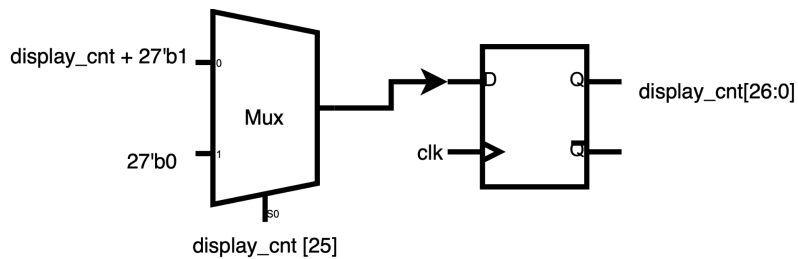 display_cnt + 27'b1
0
Mux
27'b0
1
S0
display_cnt [25]
D
Q
clk
Q
display_cnt[26:0]